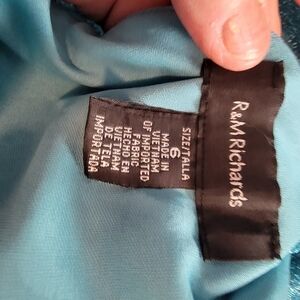 R&M Richards
SIZE/TALLA
6
MADE IN
VIETNAM
OF IMPORTED
FABRIC
HECHO EN
VIETNAM
DE TELA
IMPORTADA